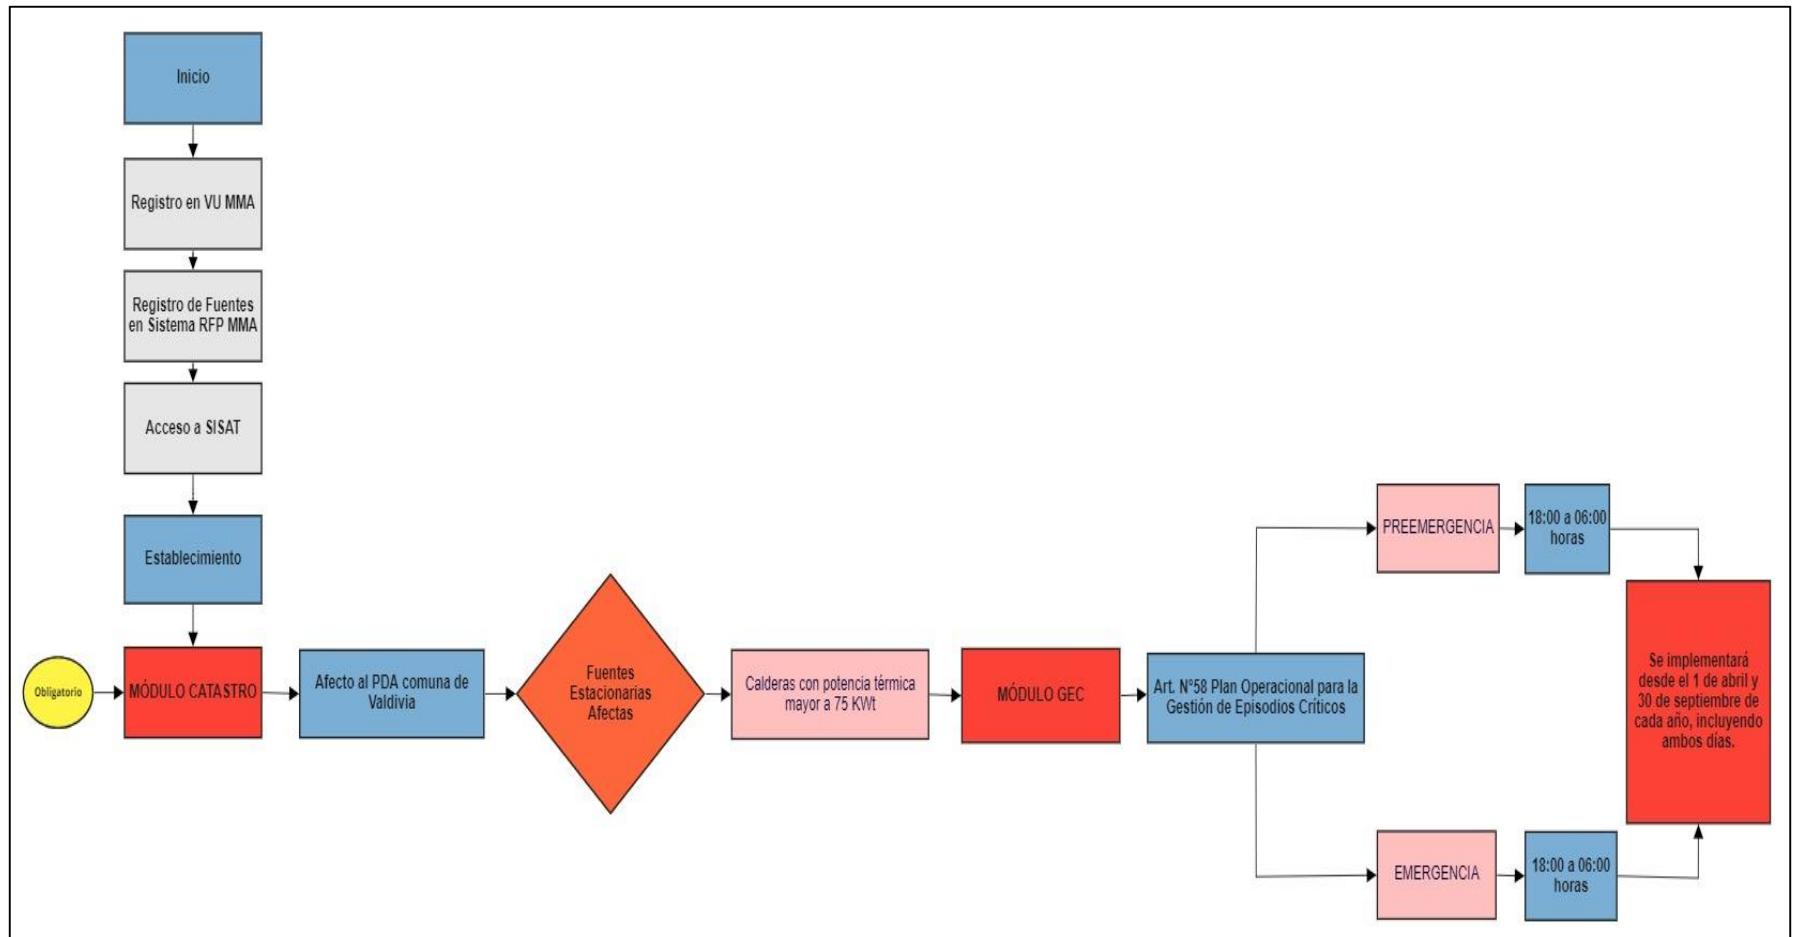 Inicio
Registro en VU MMA
Registro de Fuentes
en Sistema RFP MMA
Acceso a SISAT
Establecimiento
Obligatorio
MÓDULO CATASTRO
Afecto al PDA comuna de
Valdivia
Fuentes
Estacionarias
Afectas
Calderas con potencia térmica
mayor a 75 KWt
MÓDULO GEC
Art. N°58 Plan Operacional para la
Gestión de Episodios Críticos
PREEMERGENCIA
18:00 a 06:00
horas
EMERGENCIA
18:00 a 06:00
horas
Se implementará
desde el 1 de abril y
30 de septiembre de
cada año, incluyendo
ambos días.